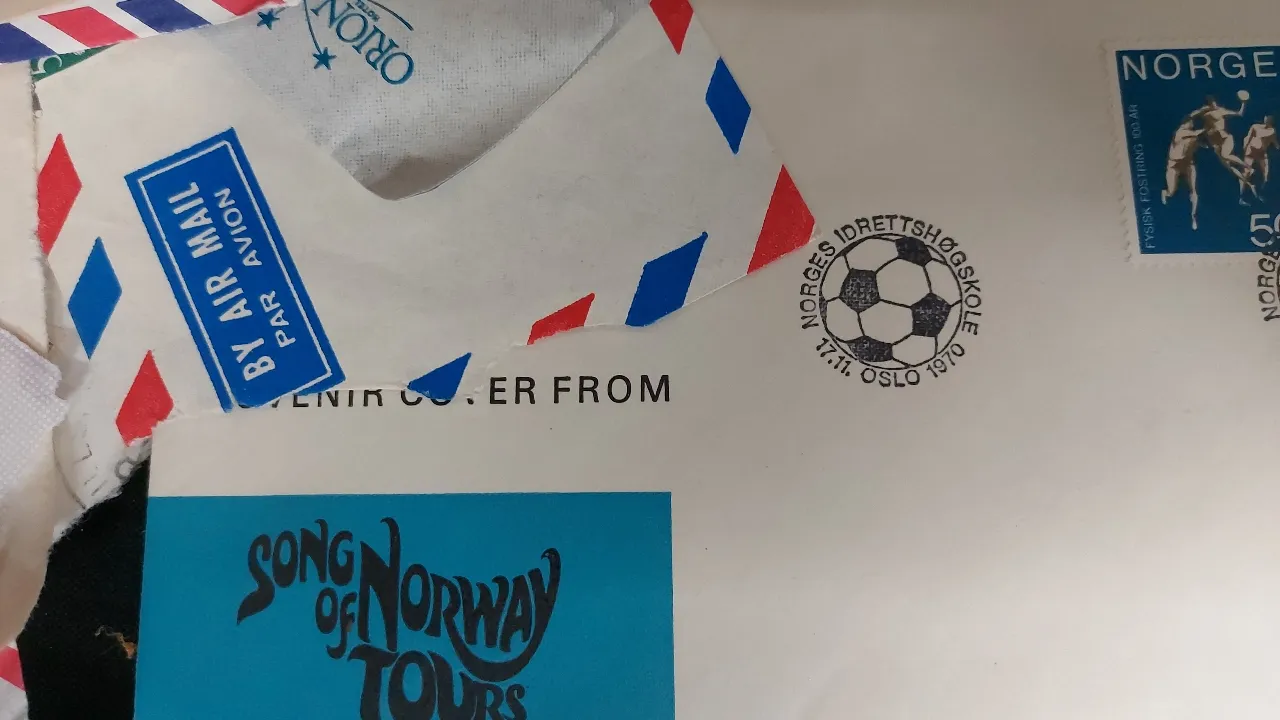 ORION
HOTEL
BY AIR MAIL
PAR AVION
NORGE
FYSISK FOSTRING 100 ÅR
NORGES IDRETTSHØGSKOLE
17.11. OSLO 1970
ER FROM
SONG
OF NORWAY
TOURS